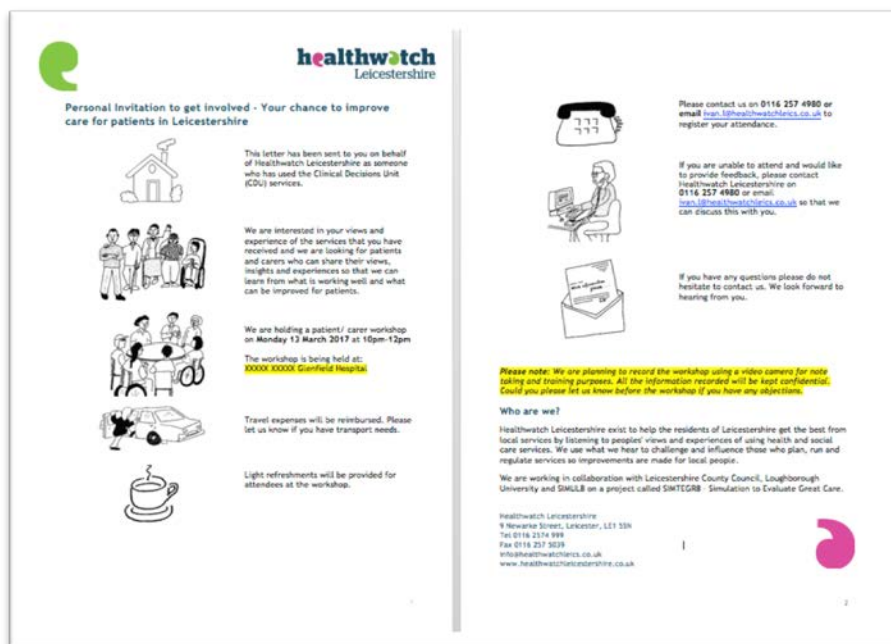 healthwatch
Leicestershire
Personal Invitation to get involved - Your chance to improve
care for patients in Leicestershire
This letter has been sent to you on behalf
of Healthwatch Leicestershire as someone
who has used the Clinical Decisions Unit
(CDU) services.
We are interested in your views and
experience of the services that you have
received and we are looking for patients
and carers who can share their views,
insights and experiences so that we can
learn from what is working well and what
can be improved for patients.
We are holding a patient/ carer workshop
on Monday 13 March 2017 at 10pm-12pm
The workshop is being held at:
XXXXX XXXXX Glenfield Hospital
Travel expenses will be reimbursed. Please
let us know if you have transport needs.
Light refreshments will be provided for
attendees at the workshop.
Please contact us on 0116 257 4980 or
email ivan.l@healthwatchleics.co.uk to
register your attendance.
If you are unable to attend and would like
to provide feedback, please contact
Healthwatch Leicestershire on
0116 257 4980 or email
ivan.l@healthwatchleics.co.uk so that we
can discuss this with you.
If you have any questions please do not
hesitate to contact us. We look forward to
hearing from you.
Please note: We are planning to record the workshop using a video camera for note
taking and training purposes. All the information recorded will be kept confidential.
Could you please let us know before the workshop if you have any objections.
Who are we?
Healthwatch Leicestershire exist to help the residents of Leicestershire get the best from
local services by listening to peoples' views and experiences of using health and social
care services. We use what we hear to challenge and influence those who plan, run and
regulate services so improvements are made for local people.
We are working in collaboration with Leicestershire County Council, Loughborough
University and SIMUL8 on a project called SIMTEGR8 - Simulation to Evaluate Great Care.
Healthwatch Leicestershire
9 Newarke Street, Leicester, LE1 5SN
Tel 0116 2574 999
Fax 0116 257 5039
info@healthwatchleics.co.uk
www.healthwatchleicestershire.co.uk
2